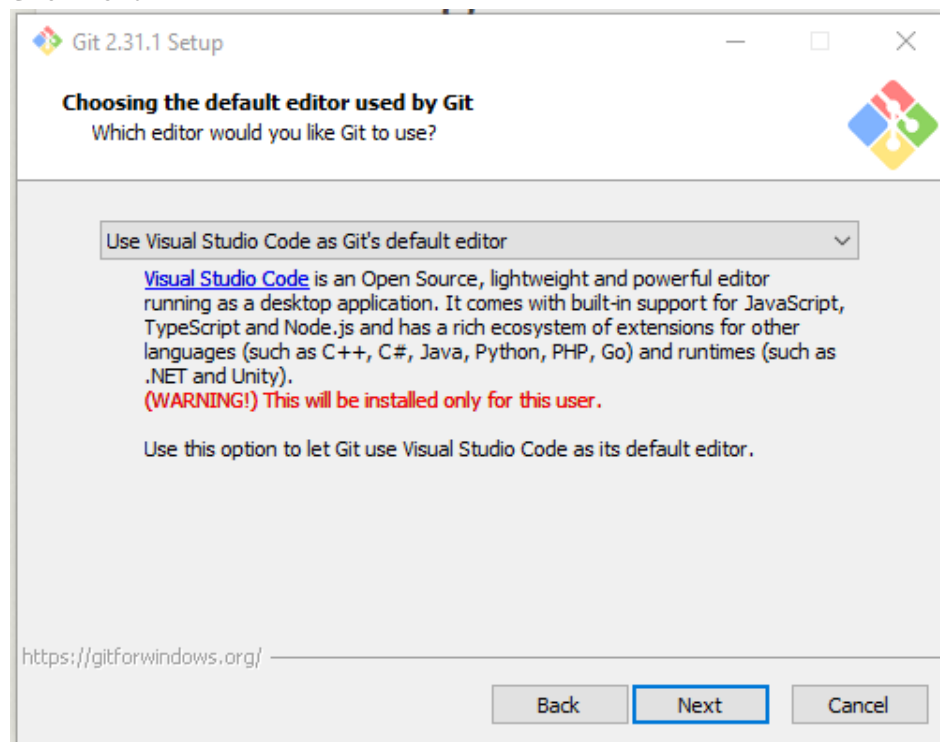 Git 2.31.1 Setup
Choosing the default editor used by Git
Which editor would you like Git to use?
Use Visual Studio Code as Git's default editor
Visual Studio Code is an Open Source, lightweight and powerful editor
running as a desktop application. It comes with built-in support for JavaScript,
TypeScript and Node.js and has a rich ecosystem of extensions for other
languages (such as C++, C#, Java, Python, PHP, Go) and runtimes (such as
.NET and Unity).
(WARNING!) This will be installed only for this user.
Use this option to let Git use Visual Studio Code as its default editor.
https://gitforwindows.org/
Back Next Cancel